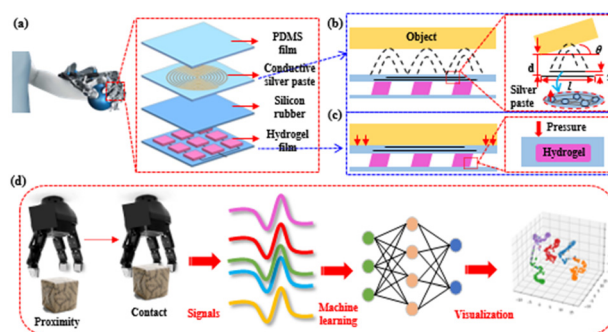 (a)
PDMS
film
Conductive
silver paste
Silicon
rubber
Hydrogel
film
(b)
Object
θ
d
l
Silver
paste
(c)
Pressure
Hydrogel
(d)
Proximity
Contact
Signals
Machine
learning
Visualization